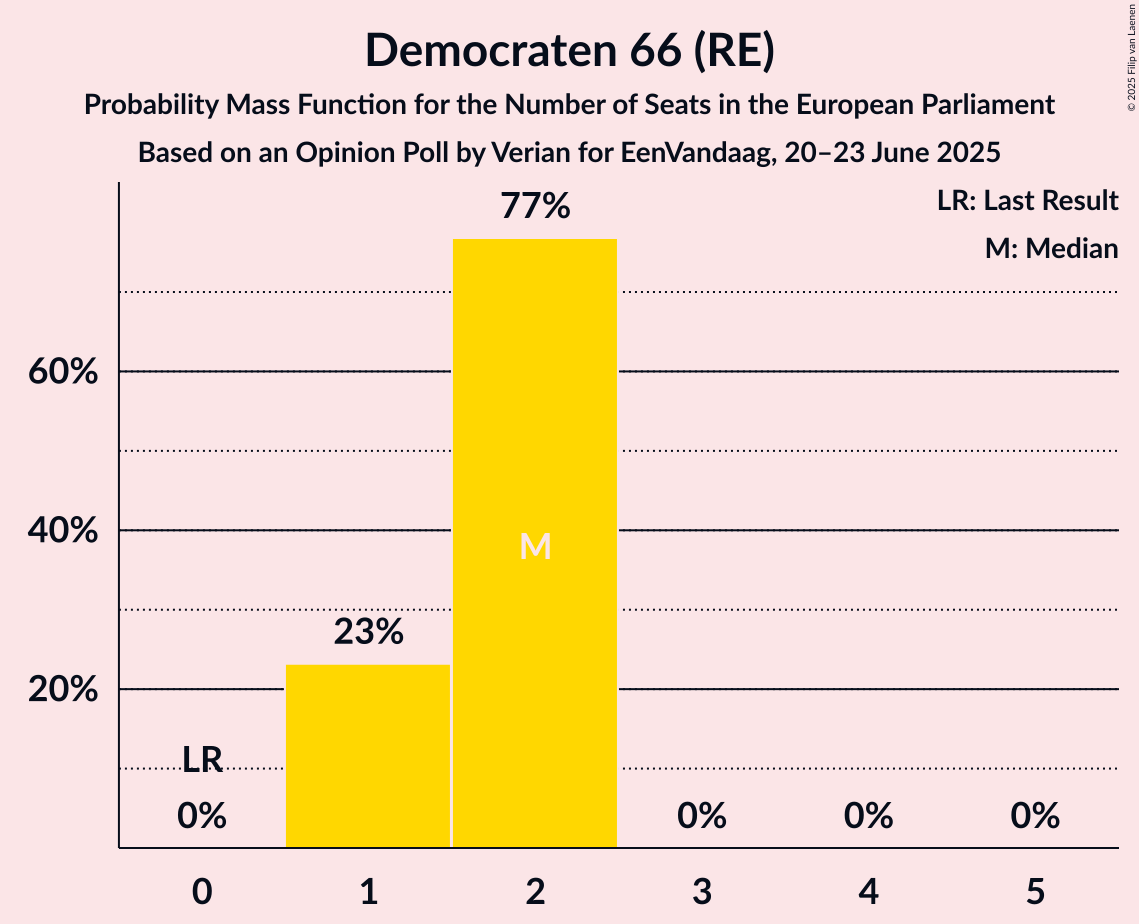 Democraten 66 (RE)
Probability Mass Function for the Number of Seats in the European Parliament
Based on an Opinion Poll by Verian for EenVandaag, 20–23 June 2025
© 2025 Filip van Laenen
LR: Last Result
M: Median
77%
60%
40%
M
23%
20%
LR
0%
0%
0%
0%
0
1
2
3
4
5